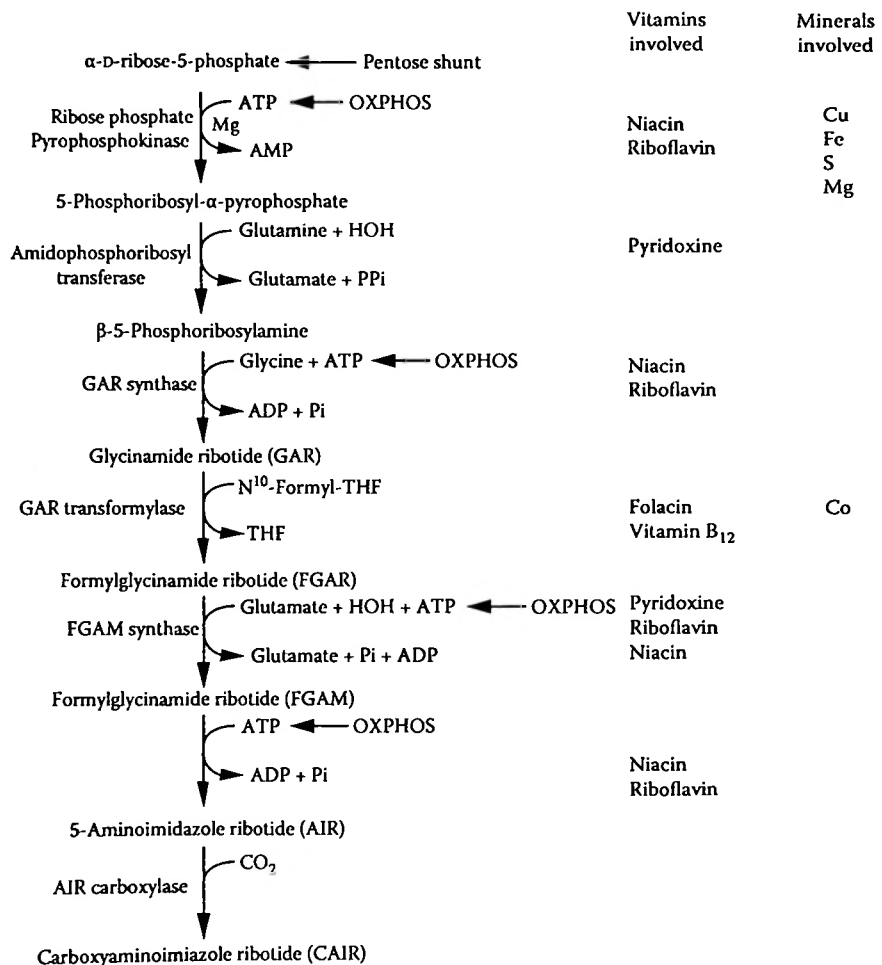 Vitamins involved
Minerals involved
α-D-ribose-5-phosphate
Pentose shunt
Ribose phosphate
Pyrophosphokinase
Mg
ATP
OXPHOS
AMP
Niacin
Riboflavin
Cu
Fe
S
Mg
5-Phosphoribosyl-α-pyrophosphate
Amidophosphoribosyl
transferase
Glutamine + HOH
Glutamate + PPi
Pyridoxine
β-5-Phosphoribosylamine
GAR synthase
Glycine + ATP
OXPHOS
ADP + Pi
Niacin
Riboflavin
Glycinamide ribotide (GAR)
GAR transformylase
N¹⁰-Formyl-THF
THF
Folacin
Vitamin B₁₂
Co
Formylglycinamide ribotide (FGAR)
FGAM synthase
Glutamate + HOH + ATP
OXPHOS
Glutamate + Pi + ADP
Pyridoxine
Riboflavin
Niacin
Formylglycinamide ribotide (FGAM)
ATP
OXPHOS
ADP + Pi
Niacin
Riboflavin
5-Aminoimidazole ribotide (AIR)
AIR carboxylase
CO₂
Carboxyaminoimiazole ribotide (CAIR)